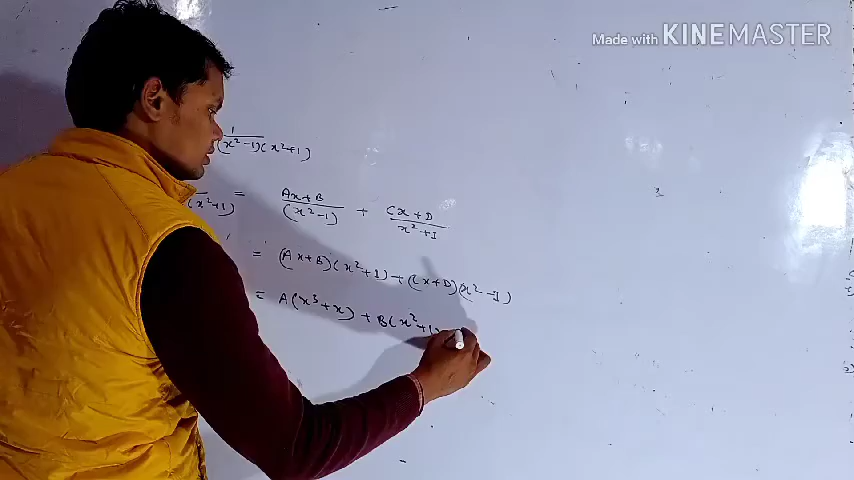 Made with KINEMASTER
1/(x²-1)(x²+1)
(x²+1) = Ax+B/(x²-1) + Cx+D/x²+1
1 = (Ax+B)(x²+1) + (Cx+D)(x²-1)
= A(x³+x) + B(x²+1)